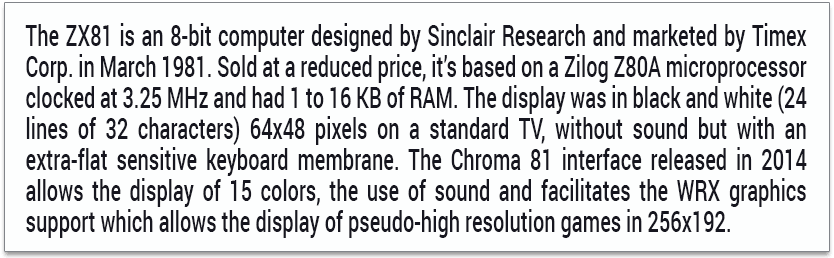 The ZX81 is an 8-bit computer designed by Sinclair Research and marketed by Timex
Corp. in March 1981. Sold at a reduced price, it's based on a Zilog Z80A microprocessor
clocked at 3.25 MHz and had 1 to 16 KB of RAM. The display was in black and white (24
lines of 32 characters) 64x48 pixels on a standard TV, without sound but with an
extra-flat sensitive keyboard membrane. The Chroma 81 interface released in 2014
allows the display of 15 colors, the use of sound and facilitates the WRX graphics
support which allows the display of pseudo-high resolution games in 256x192.